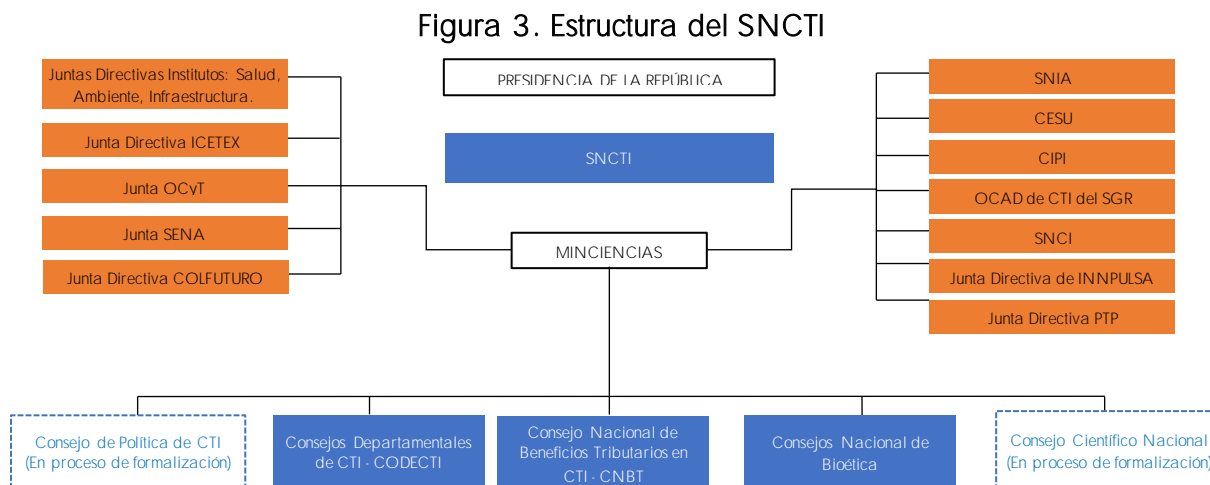 Figura 3. Estructura del SNCTI
Juntas Directivas Institutos: Salud,
Ambiente, Infraestructura.
Junta Directiva ICETEX
Junta OCyT
Junta SENA
Junta Directiva COLFUTURO
PRESIDENCIA DE LA REPÚBLICA
SNCTI
MINCIENCIAS
SNIA
CESU
CIPI
OCAD de CTI del SGR
SNCI
Junta Directiva de INNPULSA
Junta Directiva PTP
Consejo de Política de CTI
(En proceso de formalización)
Consejos Departamentales
de CTI - CODECTI
Consejo Nacional de
Beneficios Tributarios en
CTI - CNBT
Consejos Nacional de
Bioética
Consejo Científico Nacional
(En proceso de formalización)